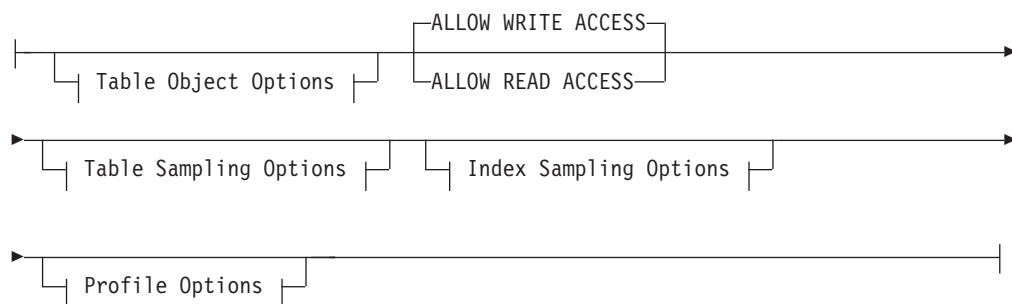 ALLOW WRITE ACCESS
Table Object Options
ALLOW READ ACCESS
Table Sampling Options
Index Sampling Options
Profile Options